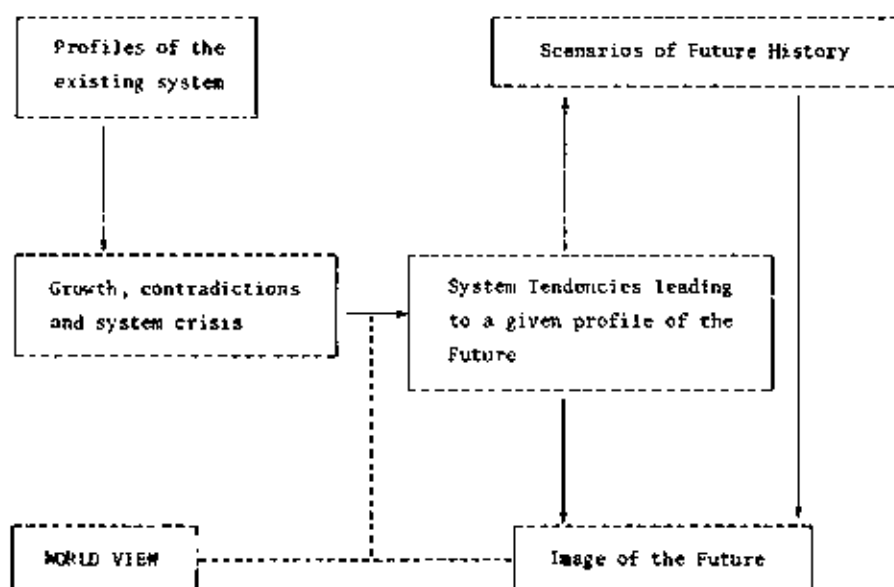 Profiles of the
existing system
Scenarios of Future History
Growth, contradictions
and system crisis
System Tendencies leading
to a given profile of the
Future
WORLD VIEW
Image of the Future